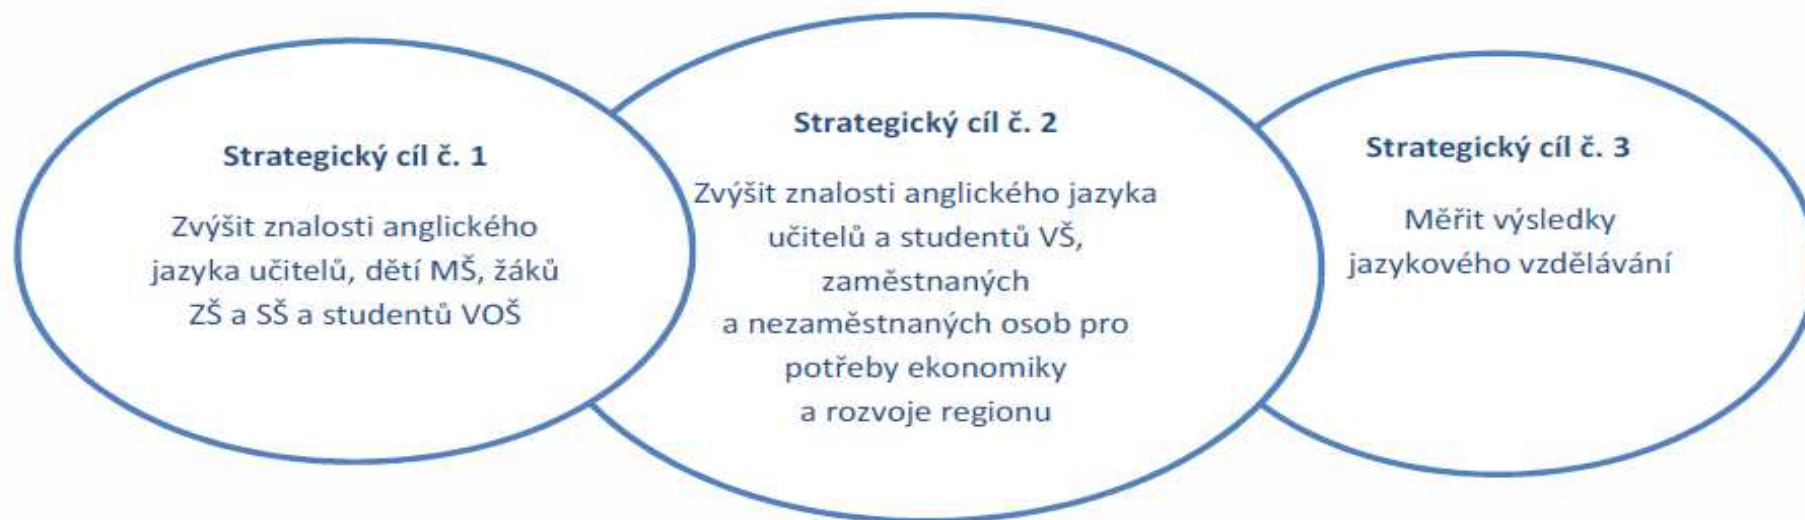 Strategický cíl č. 1
Zvýšit znalosti anglického
jazyka učitelů, dětí MŠ, žáků
ZŠ a SŠ a studentů VOŠ
Strategický cíl č. 2
Zvýšit znalosti anglického jazyka
učitelů a studentů VŠ,
zaměstnaných
a nezaměstnaných osob pro
potřeby ekonomiky
a rozvoje regionu
Strategický cíl č. 3
Měřit výsledky
jazykového vzdělávání